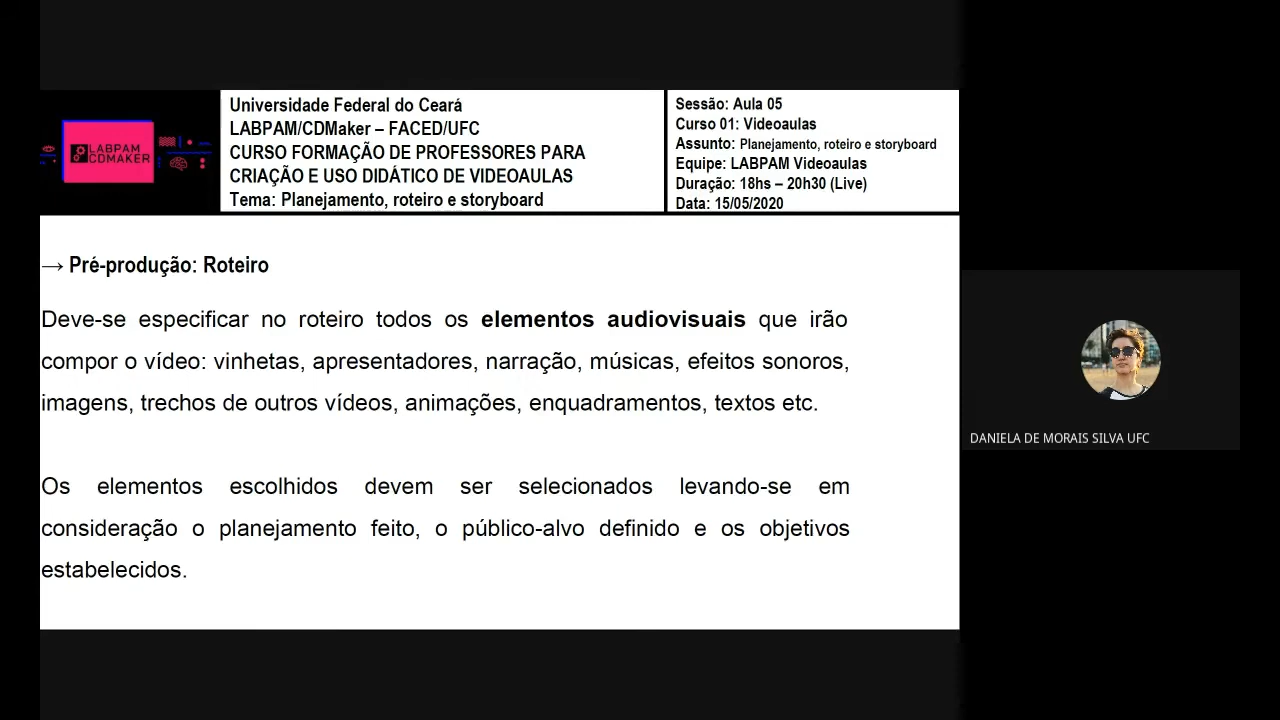 LABPAM
CDMAKER
Universidade Federal do Ceará
LABPAM/CDMaker – FACED/UFC
CURSO FORMAÇÃO DE PROFESSORES PARA
CRIAÇÃO E USO DIDÁTICO DE VIDEOAULAS
Tema: Planejamento, roteiro e storyboard
Sessão: Aula 05
Curso 01: Videoaulas
Assunto: Planejamento, roteiro e storyboard
Equipe: LABPAM Videoaulas
Duração: 18hs – 20h30 (Live)
Data: 15/05/2020
→ Pré-produção: Roteiro
Deve-se especificar no roteiro todos os elementos audiovisuais que irão
compor o vídeo: vinhetas, apresentadores, narração, músicas, efeitos sonoros,
imagens, trechos de outros vídeos, animações, enquadramentos, textos etc.
Os elementos escolhidos devem ser selecionados levando-se em
consideração o planejamento feito, o público-alvo definido e os objetivos
estabelecidos.
DANIELA DE MORAIS SILVA UFC